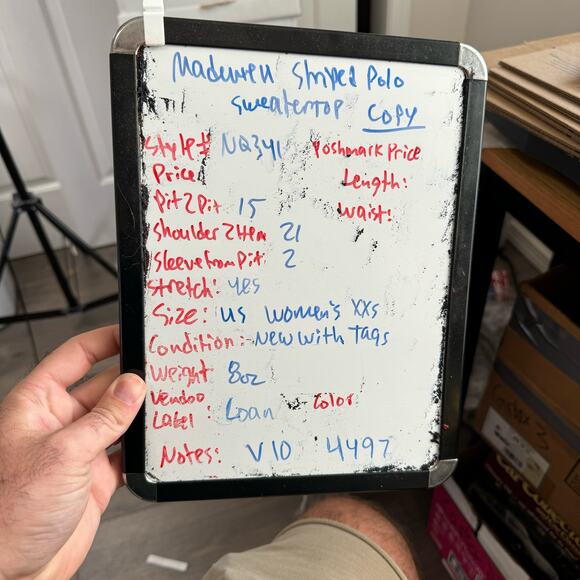 Madewell Striped Polo
Sweatertop COPY
Style# NQ341 Poshmark Price
Price Length:
Pit2Pit 15 Waist:
Shoulder2Hem 21
Sleeve from Pit 2
Stretch: yes
Size: US Women's XXS
Condition: New with Tags
Weight 8oz
Vendoo Color
Label: Loan
Notes: V10 4497